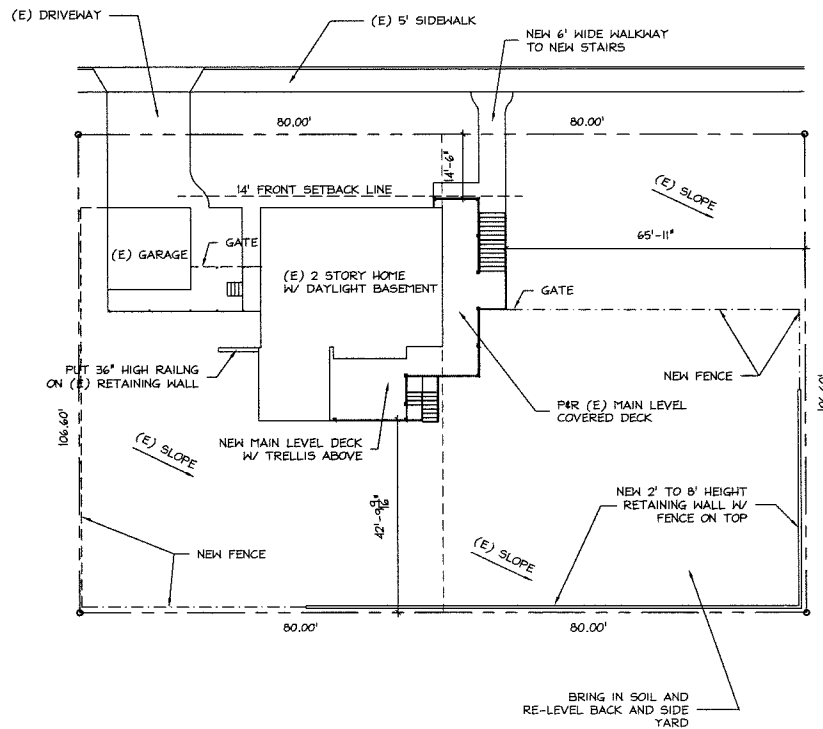 (E) DRIVEWAY
(E) 5' SIDEWALK
NEW 6' WIDE WALKWAY
TO NEW STAIRS
80.00'
80.00'
14'-6"
14' FRONT SETBACK LINE
(E) SLOPE
65'-11"
(E) GARAGE
GATE
(E) 2 STORY HOME
W/ DAYLIGHT BASEMENT
GATE
PUT 36" HIGH RAILNG
ON (E) RETAINING WALL
NEW FENCE
P&R (E) MAIN LEVEL
COVERED DECK
106.60'
106.60'
(E) SLOPE
NEW MAIN LEVEL DECK
W/ TRELLIS ABOVE
42'-9 9/16"
NEW 2' TO 8' HEIGHT
RETAINING WALL W/
FENCE ON TOP
NEW FENCE
(E) SLOPE
80.00'
80.00'
BRING IN SOIL AND
RE-LEVEL BACK AND SIDE
YARD